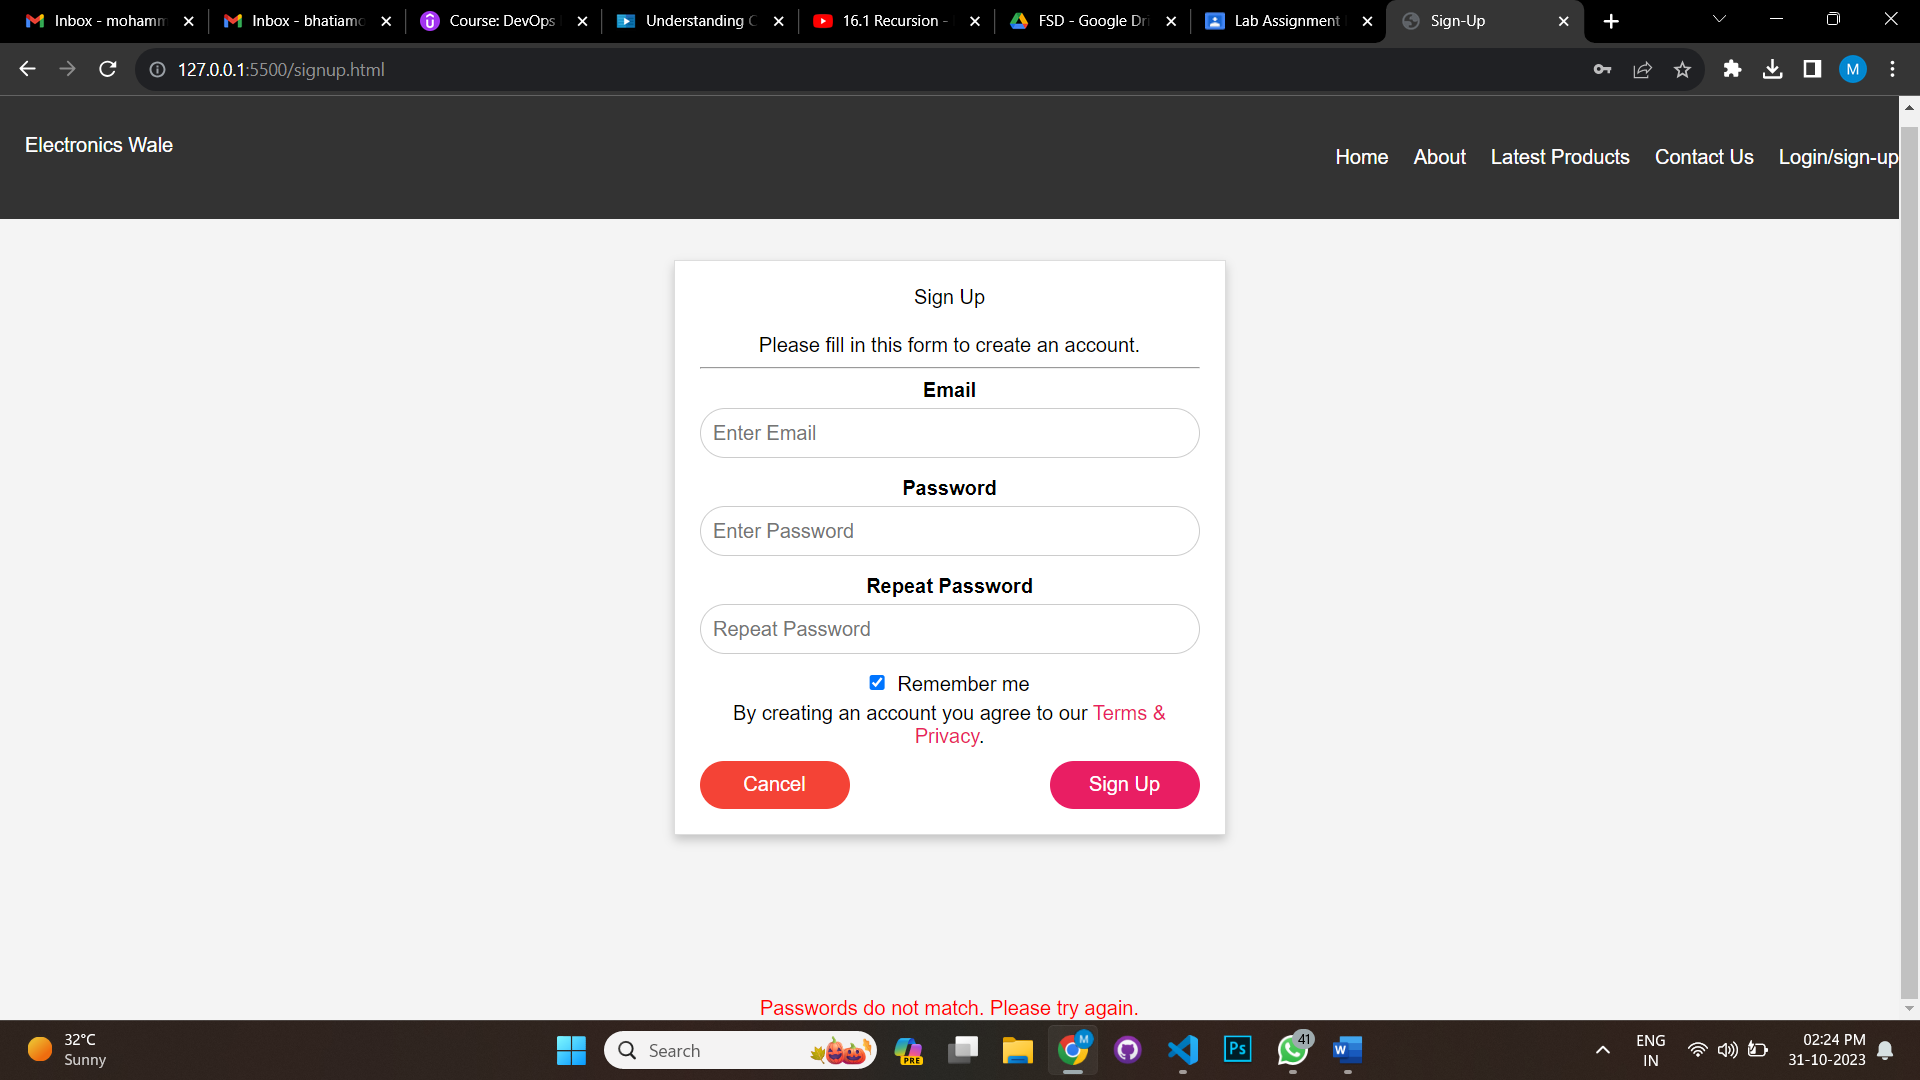 Inbox - mohamm
Inbox - bhatiamo
Course: DevOps
Understanding C
16.1 Recursion -
FSD - Google Dri
Lab Assignment
Sign-Up
127.0.0.1:5500/signup.html
M
Electronics Wale
Home About Latest Products Contact Us Login/sign-up
Sign Up
Please fill in this form to create an account.
Email
Enter Email
Password
Enter Password
Repeat Password
Repeat Password
Remember me
By creating an account you agree to our Terms &
Privacy.
Cancel
Sign Up
Passwords do not match. Please try again.
32°C
Sunny
Search
PRE
M
Ps
41
W
ENG
IN
02:24 PM
31-10-2023